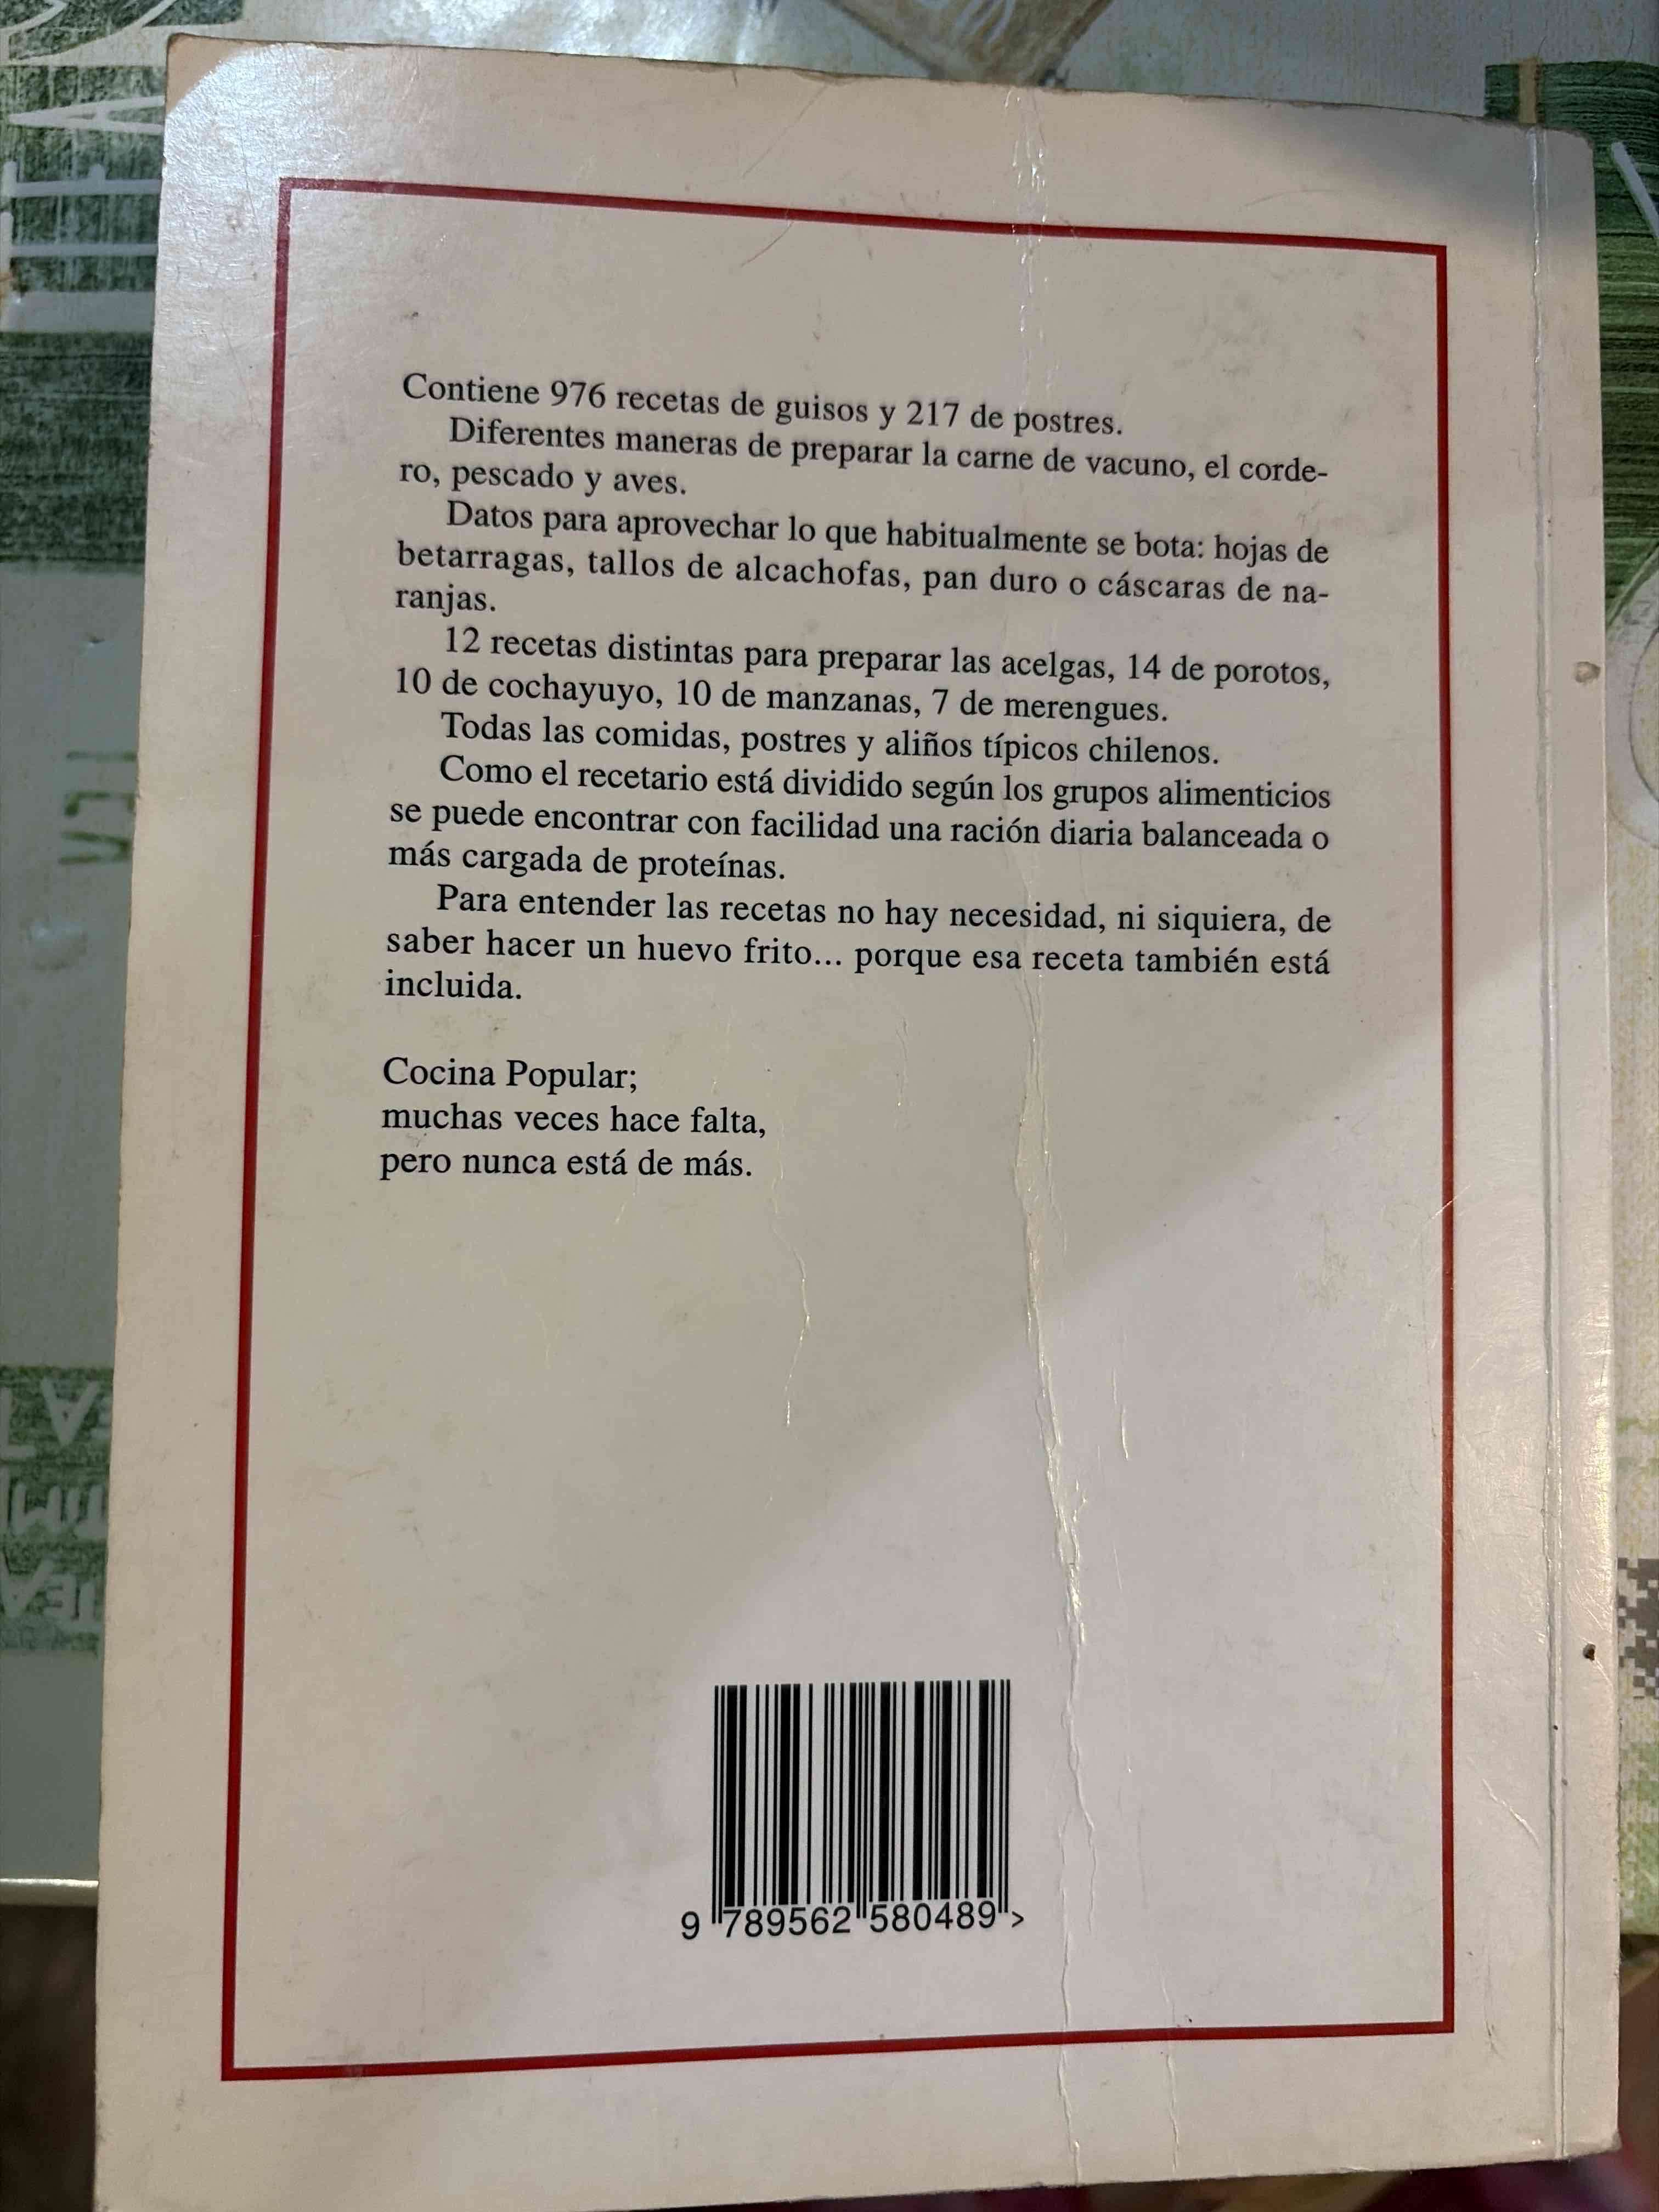 Contiene 976 recetas de guisos y 217 de postres.
Diferentes maneras de preparar la carne de vacuno, el corde-
ro, pescado y aves.
Datos para aprovechar lo que habitualmente se bota: hojas de
betarragas, tallos de alcachofas, pan duro o cáscaras de na-
ranjas.
12 recetas distintas para preparar las acelgas, 14 de porotos,
10 de cochayuyo, 10 de manzanas, 7 de merengues.
Todas las comidas, postres y aliños típicos chilenos.
Como el recetario está dividido según los grupos alimenticios
se puede encontrar con facilidad una ración diaria balanceada o
más cargada de proteínas.
Para entender las recetas no hay necesidad, ni siquiera, de
saber hacer un huevo frito... porque esa receta también está
incluida.
Cocina Popular;
muchas veces hace falta,
pero nunca está de más.
9 789562 580489 >